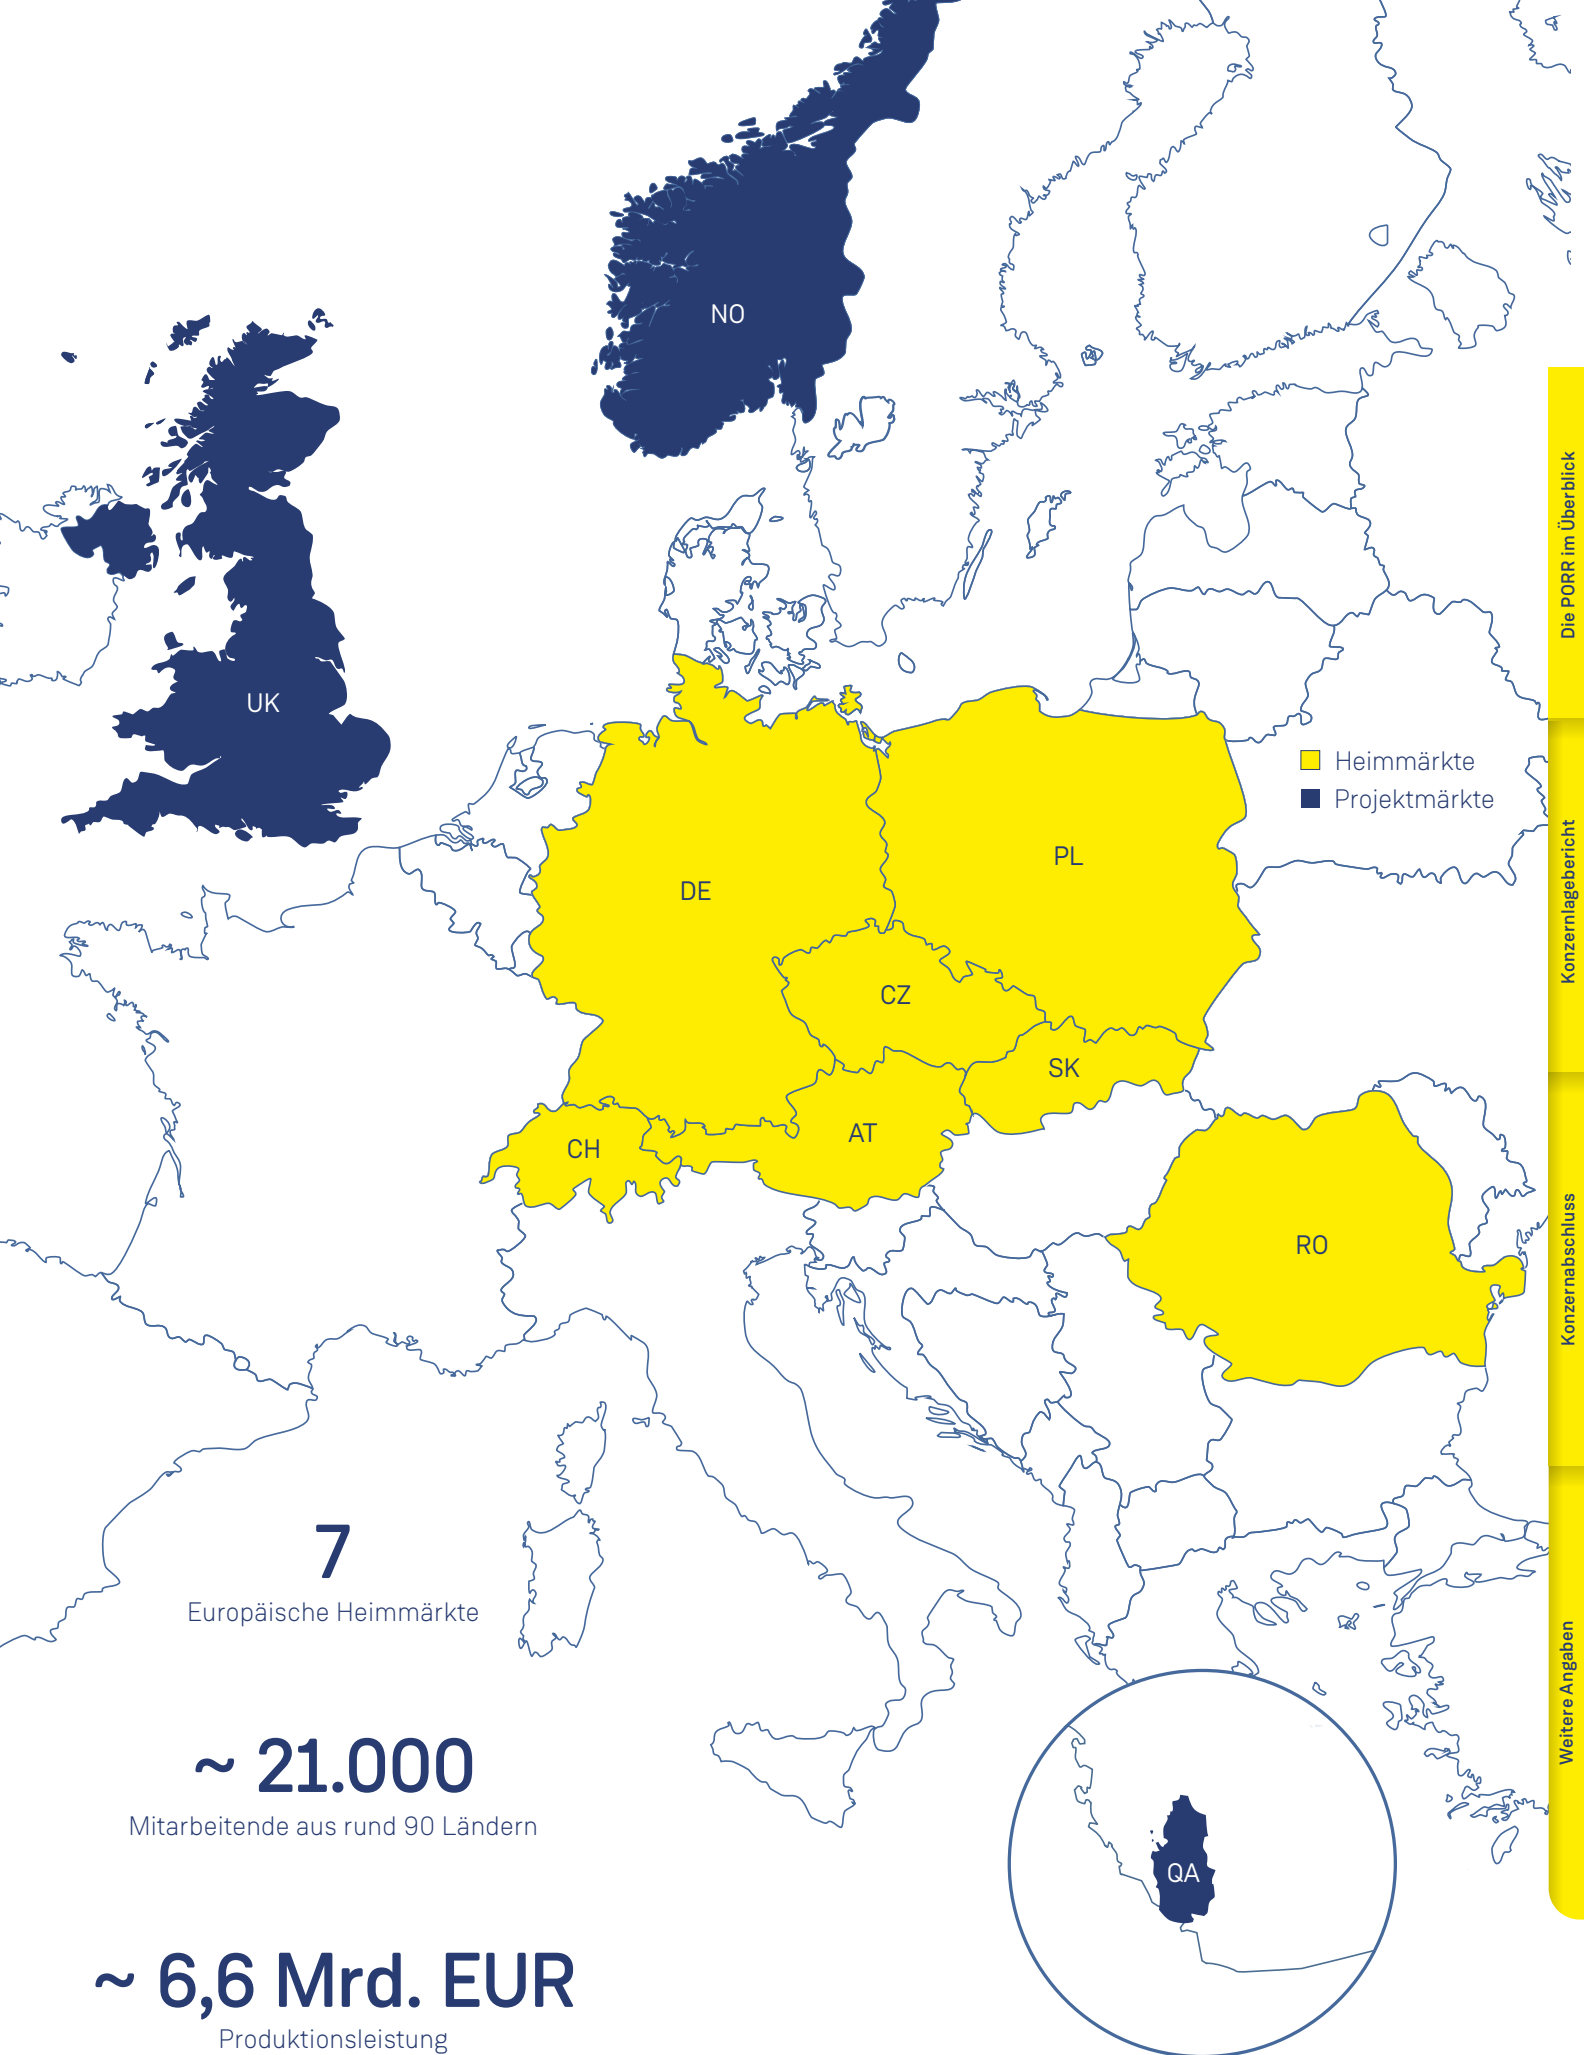 NO
UK
Heimmärkte
Projektmärkte
PL
DE
CZ
SK
AT
CH
RO
7
Europäische Heimmärkte
~ 21.000
Mitarbeitende aus rund 90 Ländern
QA
~ 6,6 Mrd. EUR
Produktionsleistung
Die PORR im Überblick
Konzernlagebericht
Konzernabschluss
Weitere Angaben